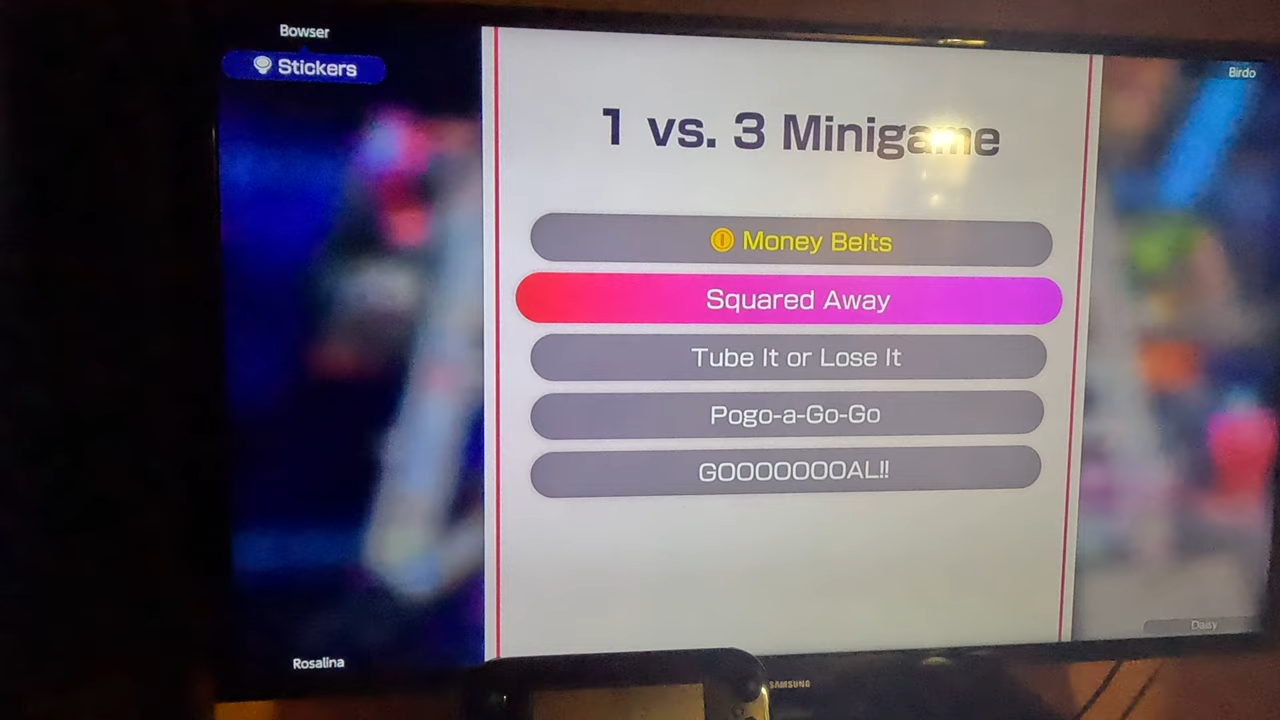 Bowser
Stickers
Birdo
1 vs. 3 Minigame
Money Belts
Squared Away
Tube It or Lose It
Pogo-a-Go-Go
GOOOOOOOAL!!
Daisy
Rosalina
SAMSUNG